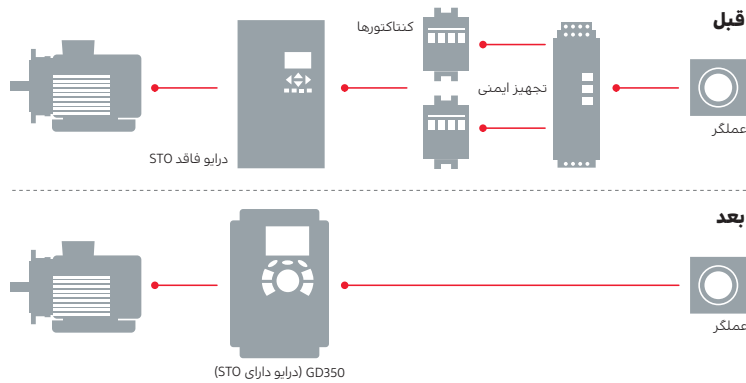 قبل
کنتاکتورها
تجهیز ایمنی
عملگر
درایو فاقد STO
بعد
عملگر
GD350 (درایو دارای STO)